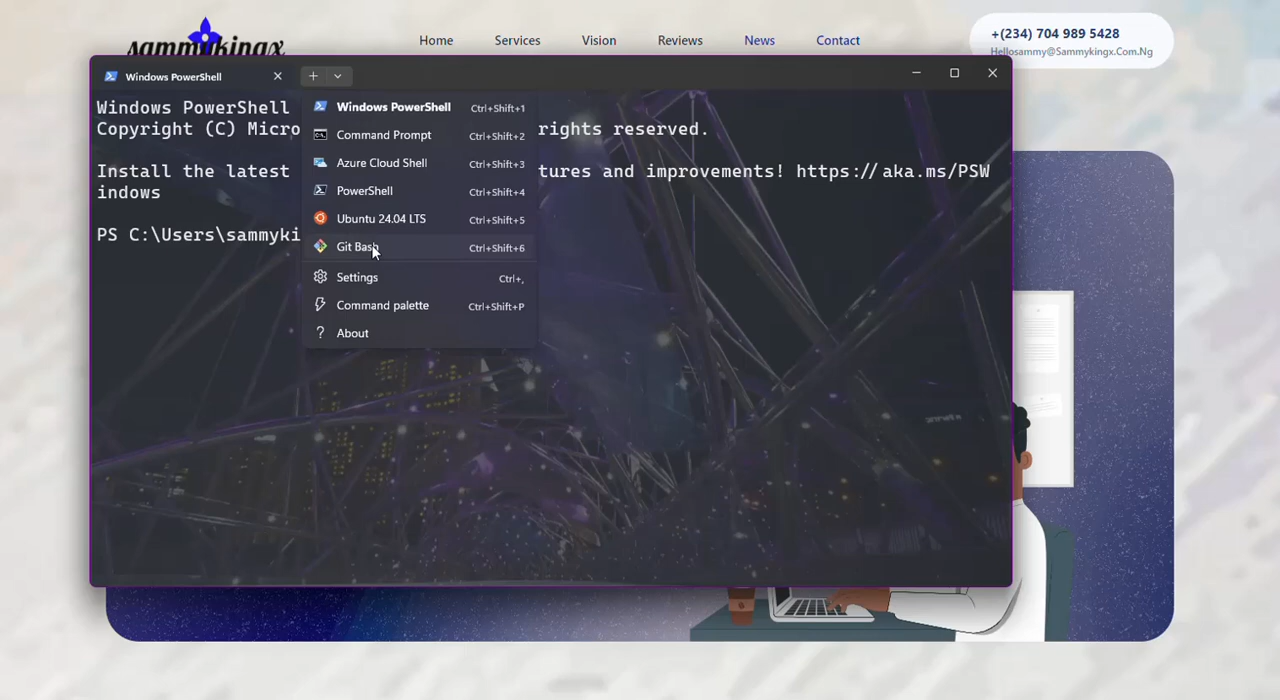 sammykingx
Home Services Vision Reviews News Contact
+(234) 704 989 5428
Hellosammy@Sammykingx.Com.Ng
Windows PowerShell
Windows PowerShell
Copyright (C) Micro rights reserved.
Install the latest tures and improvements! https://aka.ms/PSW
indows
PS C:\Users\sammyki
Windows PowerShell Ctrl+Shift+1
Command Prompt Ctrl+Shift+2
Azure Cloud Shell Ctrl+Shift+3
PowerShell Ctrl+Shift+4
Ubuntu 24.04 LTS Ctrl+Shift+5
Git Bash Ctrl+Shift+6
Settings Ctrl+,
Command palette Ctrl+Shift+P
About